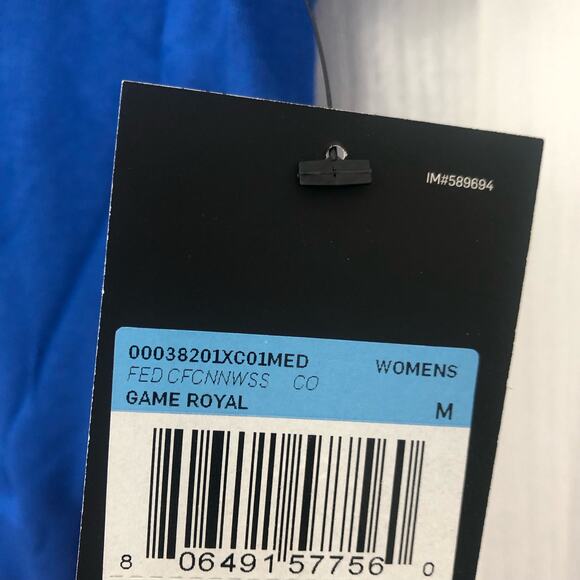 IM#589694
00038201XC01MED WOMENS
FED CFCNNWSS CO
GAME ROYAL M
8 06491 57756 0